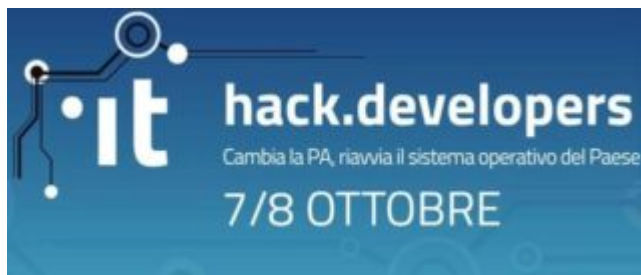 ·it
hack.developers
Cambia la PA, riavvia il sistema operativo del Paese
7/8 OTTOBRE